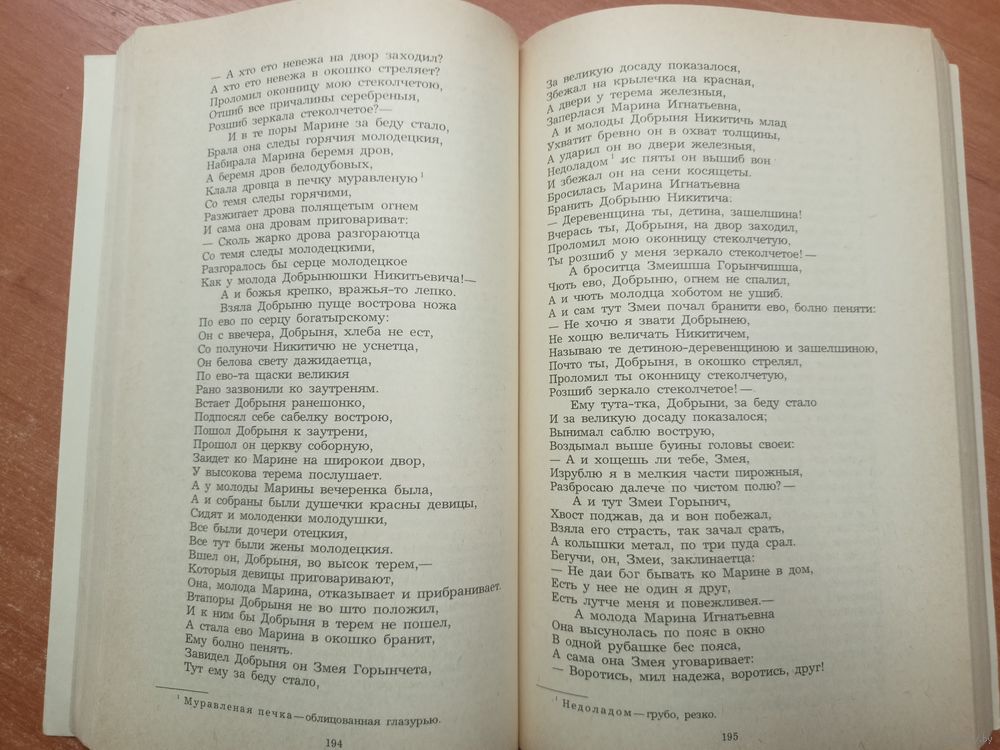 — А хто ето невежа на двор заходил?
А хто ето невежа в окошко стреляет?
Проломил оконницу мою стеколчетою,
Отшиб все причалины серебреныя,
Розшиб зеркала стеколчетое?—
И в те поры Марине за беду стало,
Брала она следы горячия молодецкия,
Набирала Марина беремя дров,
А беремя дров белодубовых,
Клала дровца в печку муравленую¹
Со темя следы горячими,
Разжигает дрова полящетым огнем
И сама она дровам приговариват:
— Сколь жарко дрова разгораютца
Со темя следы молодецкими,
Разгоралось бы серце молодецкое
Как у молода Добрынюшки Никитьевича!—
А и божья крепко, вражья-то лепко.
Взяла Добрыню пуще вострова ножа
По ево по серцу богатырскому:
Он с ввечера, Добрыня, хлеба не ест,
Со полуночи Никитичю не уснетца,
Он белова свету дажидаетца,
По ево-та щаски великия
Рано зазвонили ко заутреням.
Встает Добрыня ранешонко,
Подпосял себе сабелку вострою,
Пошол Добрыня к заутрени,
Прошол он церкву соборную,
Заидет ко Марине на широкои двор,
У высокова терема послушает.
А у молоды Марины вечеренка была,
А и собраны были душечки красны девицы,
Сидят и молоденки молодушки,
Все были дочери отецкия,
Все тут были жены молодецкия.
Вшел он, Добрыня, во высок терем,—
Которыя девицы приговаривают,
Она, молода Марина, отказывает и прибранивает.
Втапоры Добрыня не во што положил,
И к ним бы Добрыня в терем не пошел,
А стала ево Марина в окошко бранит,
Ему болно пенять.
Завидел Добрыня он Змея Горынчета,
Тут ему за беду стало,
¹ Муравленая печка—облицованная глазурью.
194
За великую досаду показалося,
Збежал на крылечка на красная,
А двери у терема железныя,
Заперлася Марина Игнатьевна,
А и молоды Добрыня Никитичь млад
Ухватит бревно он в охват толщины,
А ударил он во двери железныя,
Недоладом¹ ис пяты он вышиб вон
И збежал он на сени косящеты.
Бросилась Марина Игнатьевна
Бранить Добрыню Никитича:
— Деревенщина ты, детина, зашелшина!
Вчерась ты, Добрыня, на двор заходил,
Проломил мою оконницу стеколчетую,
Ты розшиб у меня зеркало стеколчетое!—
А броситца Змеишша Горынчишша,
Чють ево, Добрыню, огнем не спалил,
А и чють молодца хоботом не ушиб.
А и сам тут Змеи почал бранити ево, болно пеняти:
— Не хочю я звати Добрынею,
Не хощю величать Никитичем,
Называю те детиною-деревенщиною и зашелшиною,
Почто ты, Добрыня, в окошко стрелял,
Проломил ты оконницу стеколчетую,
Розшиб зеркало стеколчетое!—
Ему тута-тка, Добрыни, за беду стало
И за великую досаду показалося;
Вынимал саблю вострую,
Воздымал выше буины головы своеи:
— А и хощешь ли тебе, Змея,
Изрублю я в мелкия части пирожныя,
Разбросаю далече по чистом полю?—
А и тут Змеи Горынич,
Хвост поджав, да и вон побежал,
Взяла его страсть, так зачал срать,
А колышки метал, по три пуда срал.
Бегучи, он, Змеи, заклинаетца:
— Не даи бог бывать ко Марине в дом,
Есть у нее не один я друг,
Есть лутче меня и повежливея.—
А молода Марина Игнатьевна
Она высунолась по пояс в окно
В одной рубашке бес пояса,
А сама она Змея уговаривает:
— Воротись, мил надежа, воротись, друг!
¹ Недоладом—грубо, резко.
195